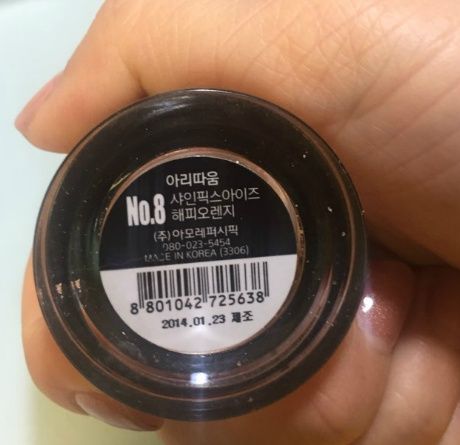 아리따움
No.8 샤인픽스아이즈
해피오렌지
(주)아모레퍼시픽
080-023-5454
MADE IN KOREA (3306)
8 801042 725638
2014.01.23 제조